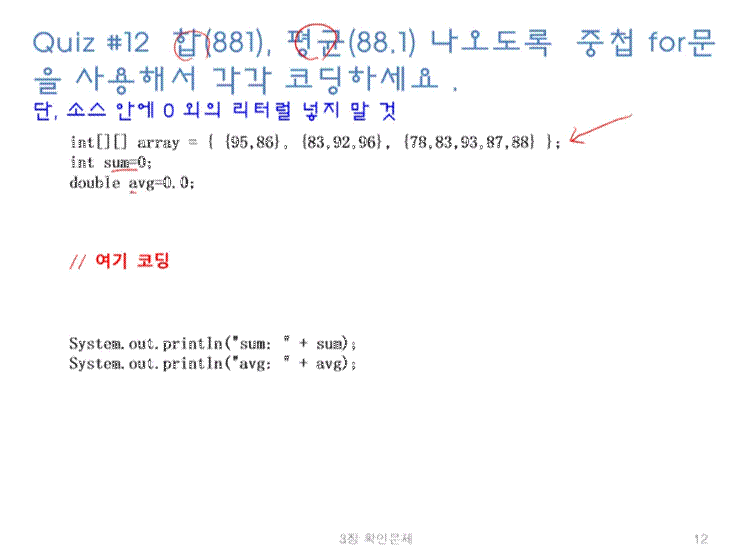 Quiz #12 합(881), 평균(88.1) 나오도록 중첩 for문
을 사용해서 각각 코딩하세요 .
단, 소스 안에 0 외의 리터럴 넣지 말 것
int[][] array = { {95,86}, {83,92,96}, {78,83,93,87,88} };
int sum=0;
double avg=0.0;
// 여기 코딩
System.out.println("sum: " + sum);
System.out.println("avg: " + avg);
3장 확인문제
12